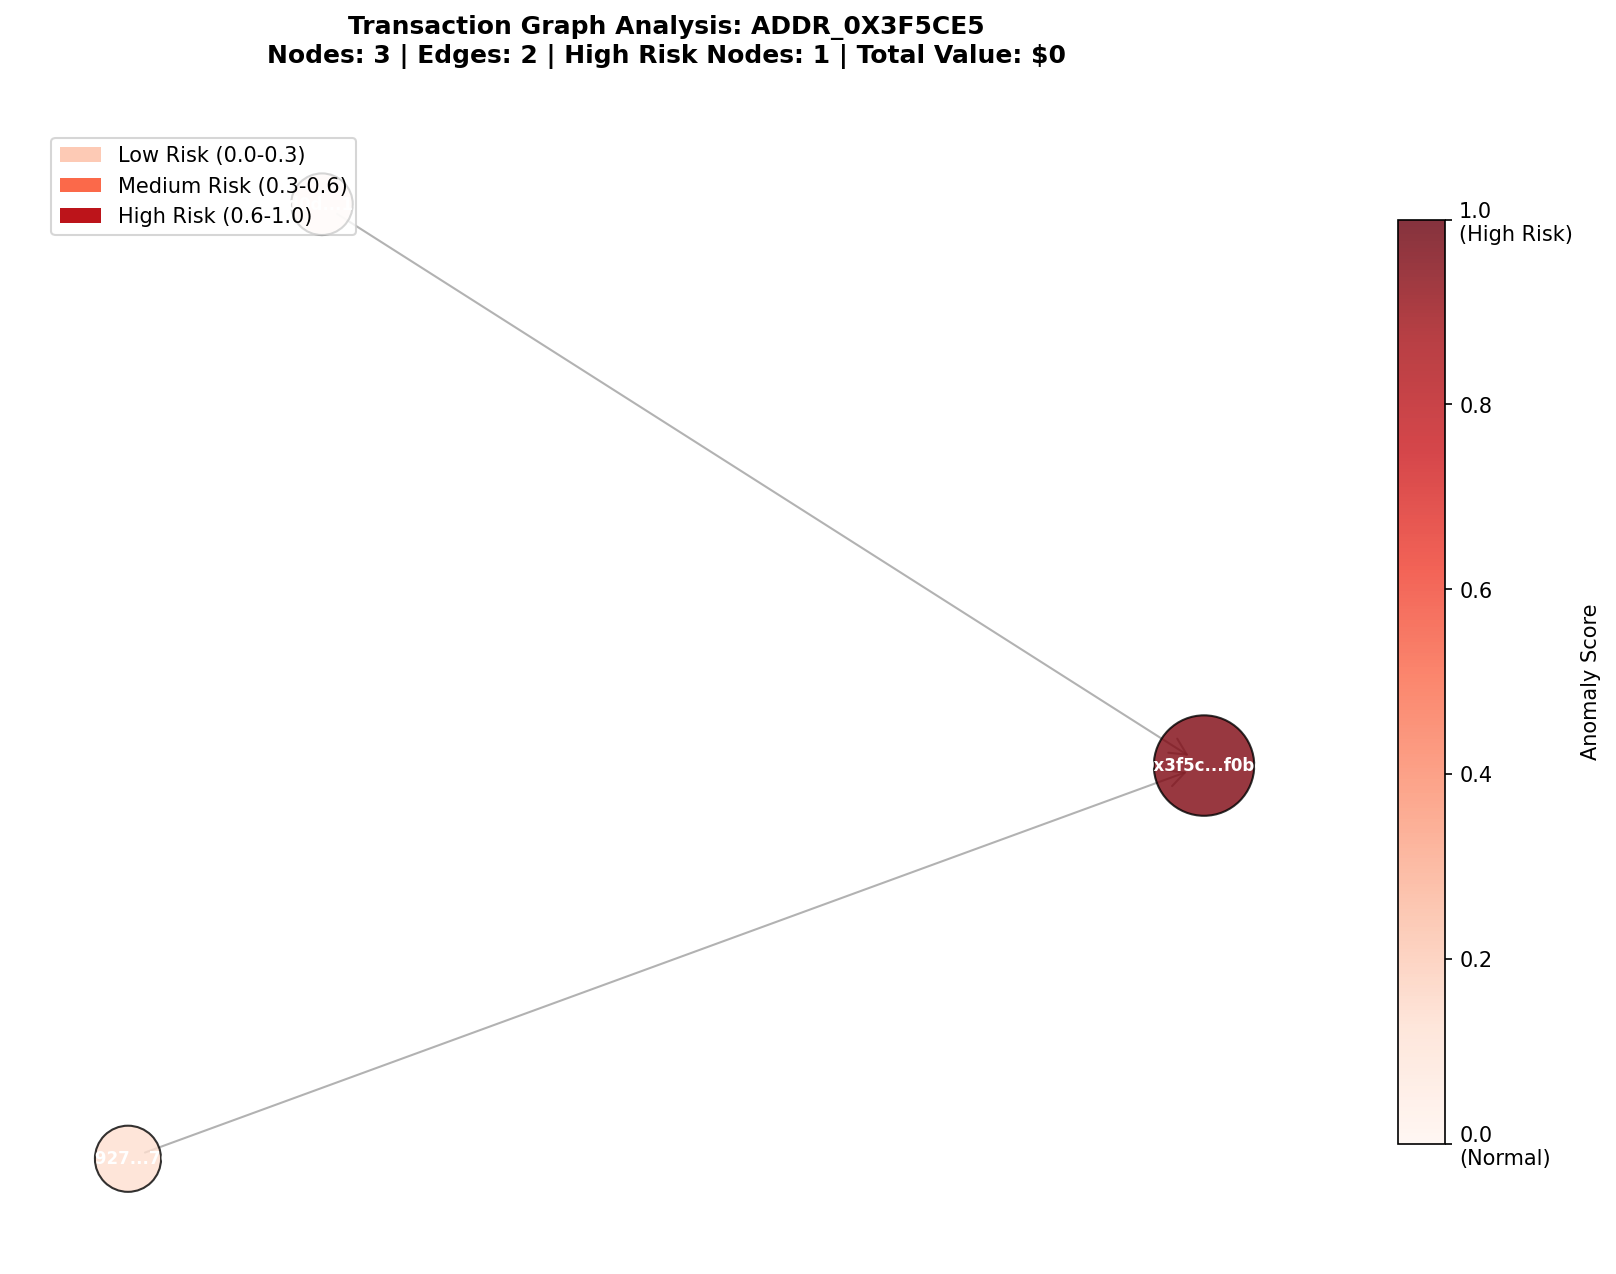 Transaction Graph Analysis: ADDR_0X3F5CE5
Nodes: 3 | Edges: 2 | High Risk Nodes: 1 | Total Value: $0
Low Risk (0.0-0.3)
Medium Risk (0.3-0.6)
High Risk (0.6-1.0)
1.0
(High Risk)
0.8
0.6
0.4
0.2
0.0
(Normal)
Anomaly Score
x3f5c...f0b
927...7